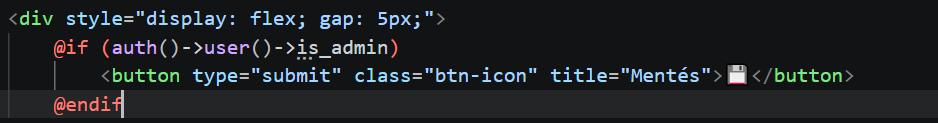 <div style="display: flex; gap: 5px;">
@if (auth()->user()->is_admin)
<button type="submit" class="btn-icon" title="Mentés">💾</button>
@endif